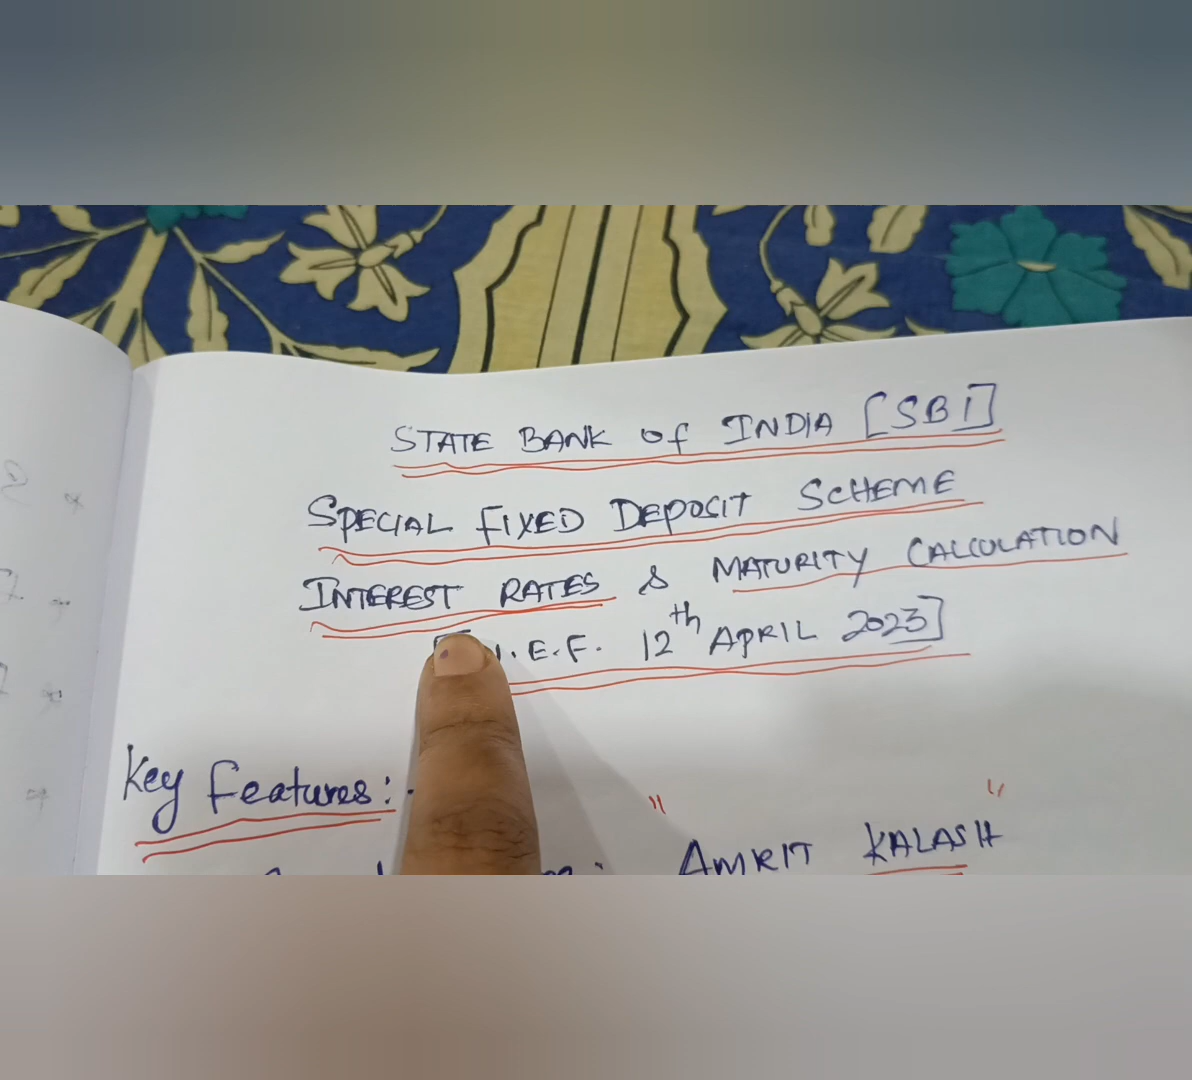 STATE BANK of INDIA [SBI]
SPECIAL FIXED DEPOSIT SCHEME
INTEREST RATES & MATURITY CALCULATION
.E.F. 12th APRIL 2023]
Key Features:-
" AMRIT KALASH "